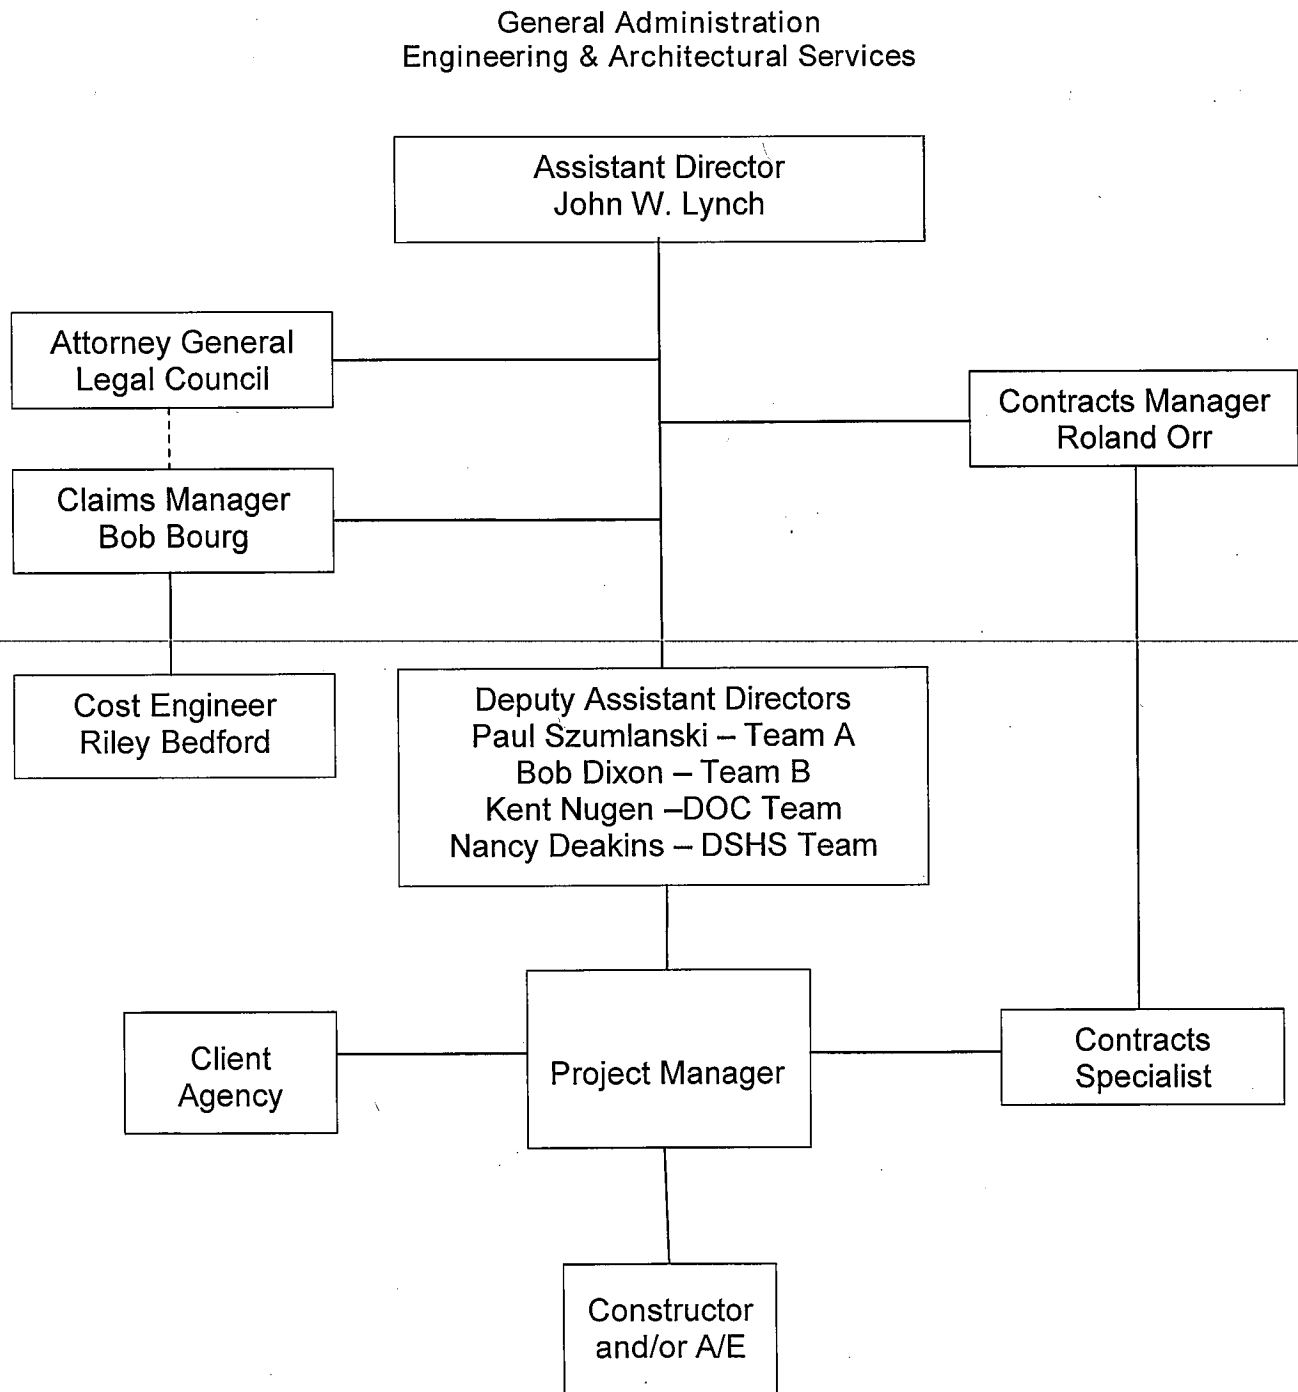 General Administration
Engineering & Architectural Services
Assistant Director
John W. Lynch
Attorney General
Legal Council
Contracts Manager
Roland Orr
Claims Manager
Bob Bourg
Cost Engineer
Riley Bedford
Deputy Assistant Directors
Paul Szumlanski – Team A
Bob Dixon – Team B
Kent Nugen –DOC Team
Nancy Deakins – DSHS Team
Client
Agency
Project Manager
Contracts
Specialist
Constructor
and/or A/E